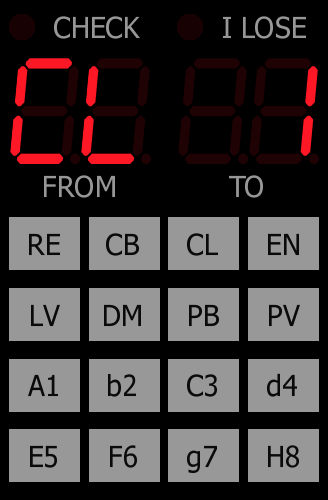 CHECK I LOSE
CL 1
FROM TO
RE CB CL EN
LV DM PB PV
A1 b2 C3 d4
E5 F6 g7 H8